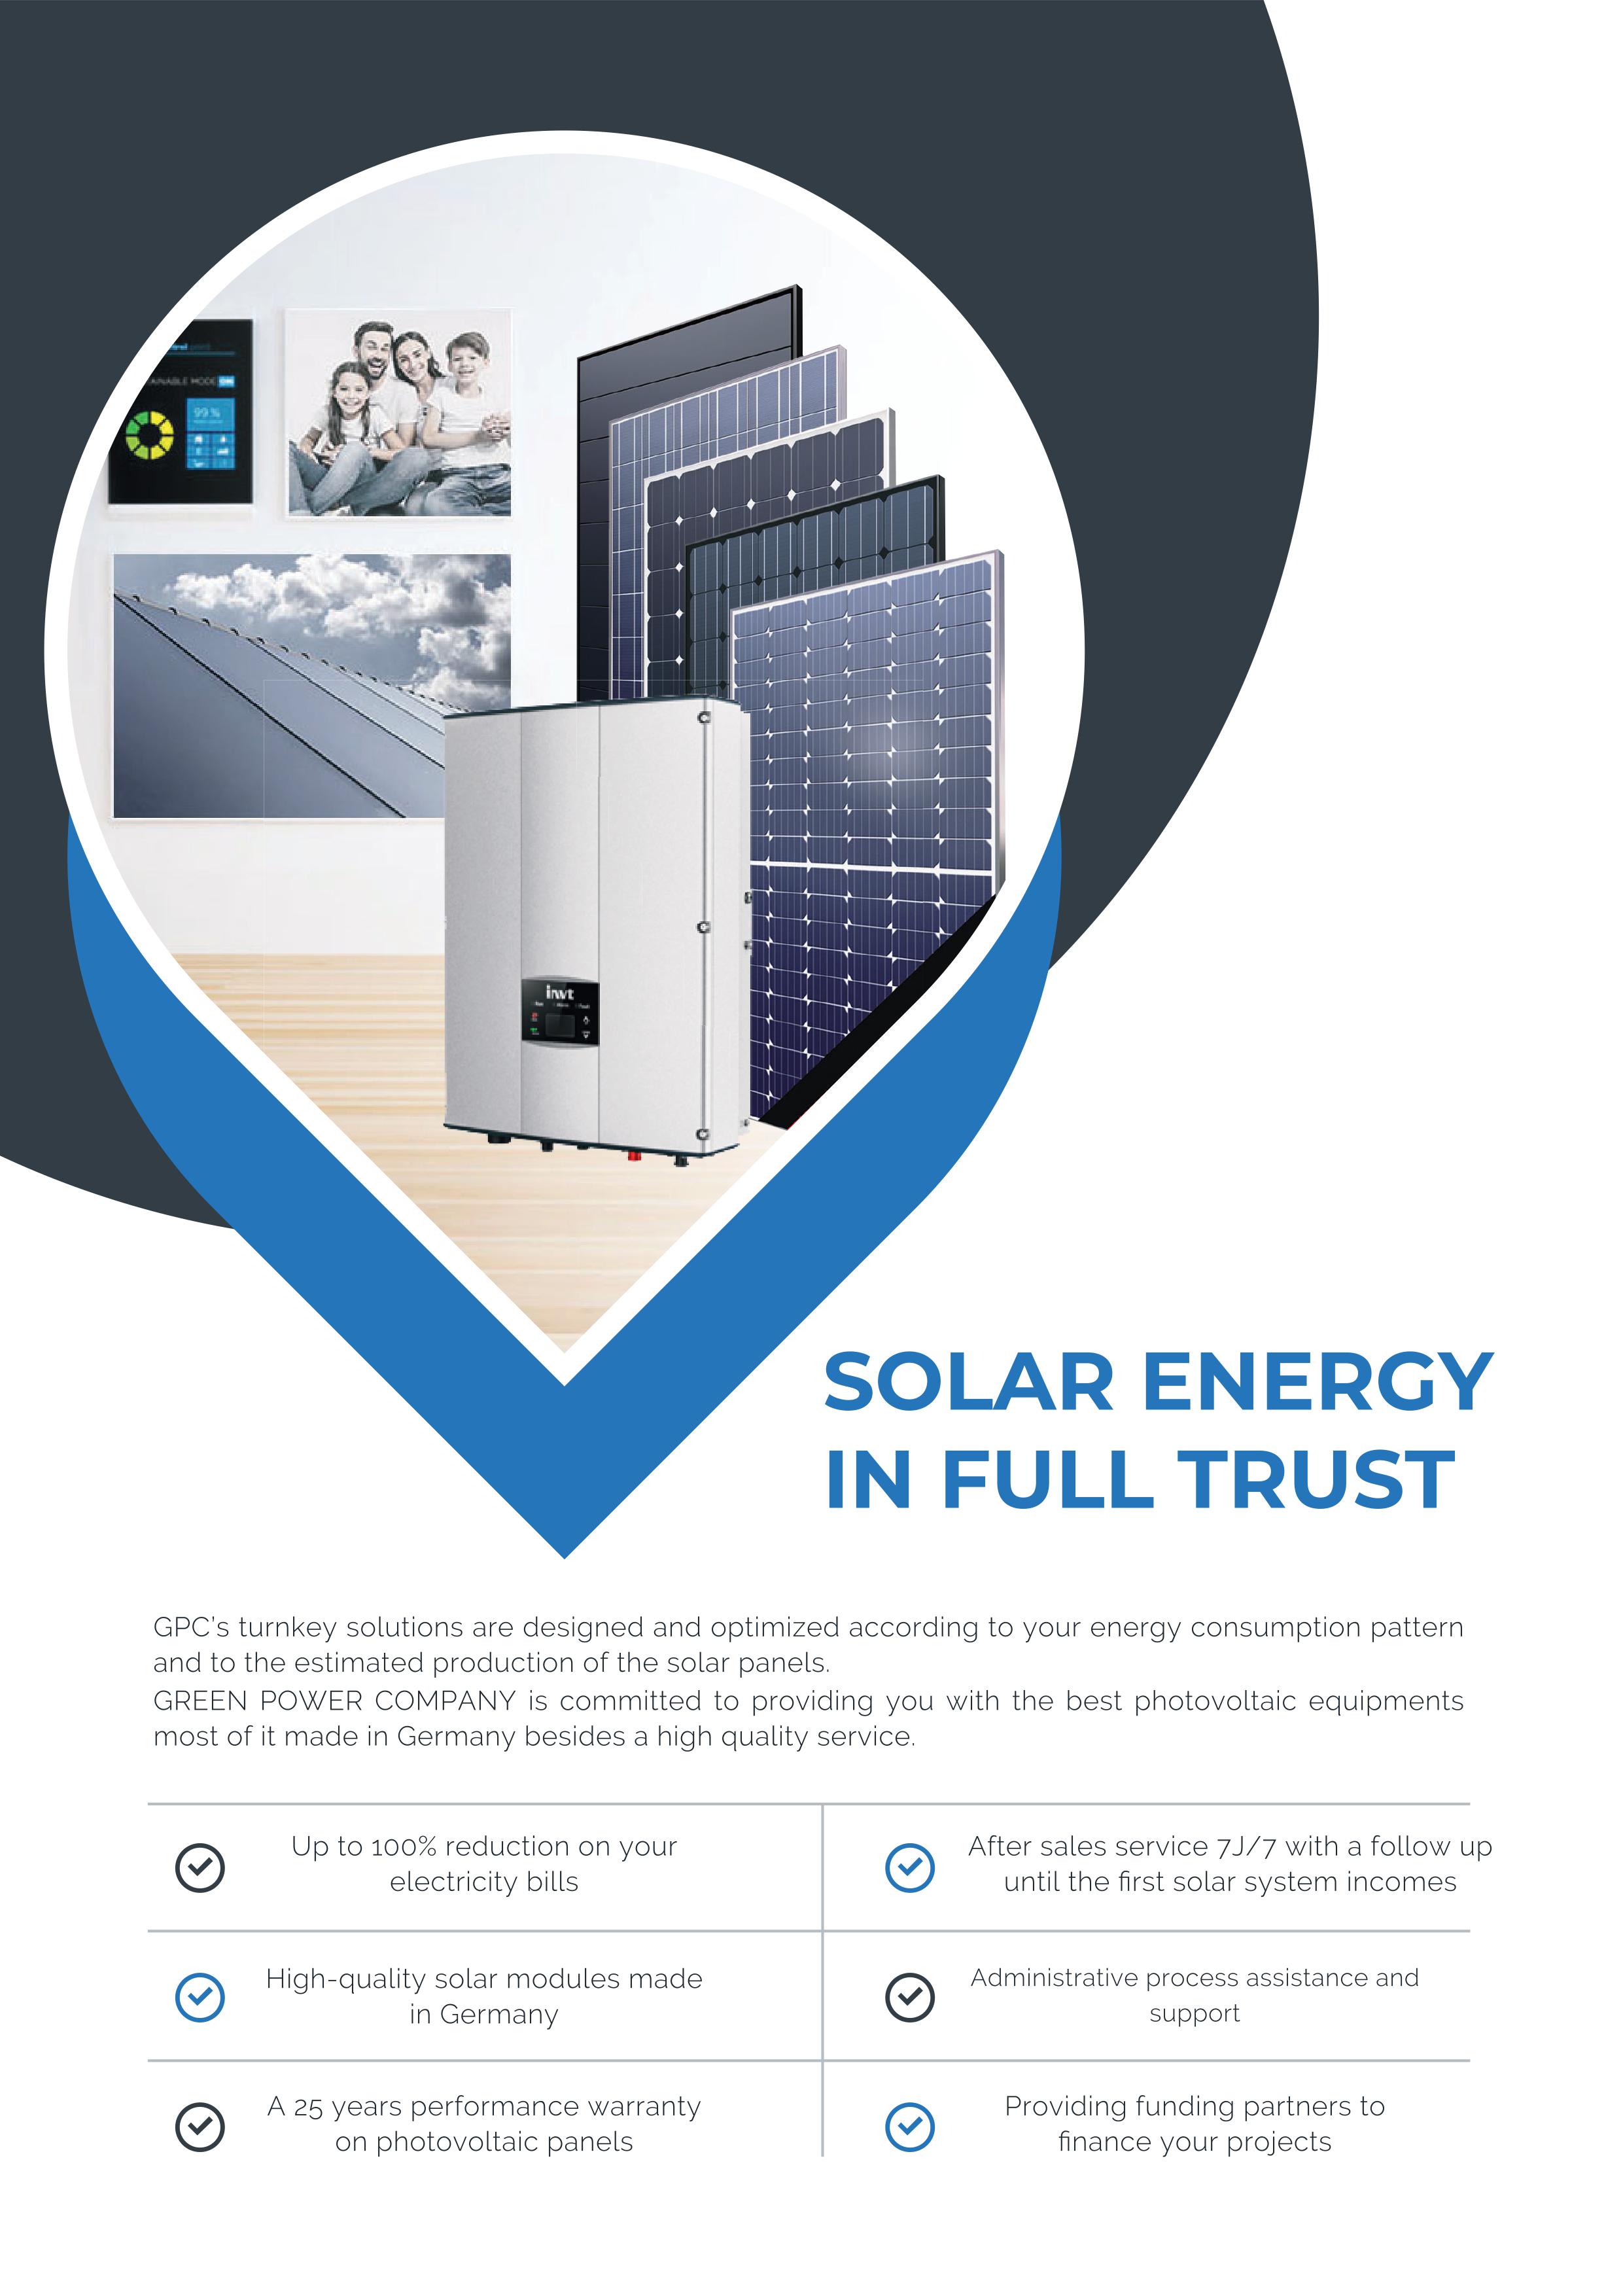 AINABLE MODE ON
99 %
invt
SOLAR ENERGY
IN FULL TRUST
GPC's turnkey solutions are designed and optimized according to your energy consumption pattern
and to the estimated production of the solar panels.
GREEN POWER COMPANY is committed to providing you with the best photovoltaic equipments
most of it made in Germany besides a high quality service.
Up to 100% reduction on your
electricity bills
After sales service 7J/7 with a follow up
until the first solar system incomes
High-quality solar modules made
in Germany
Administrative process assistance and
support
A 25 years performance warranty
on photovoltaic panels
Providing funding partners to
finance your projects